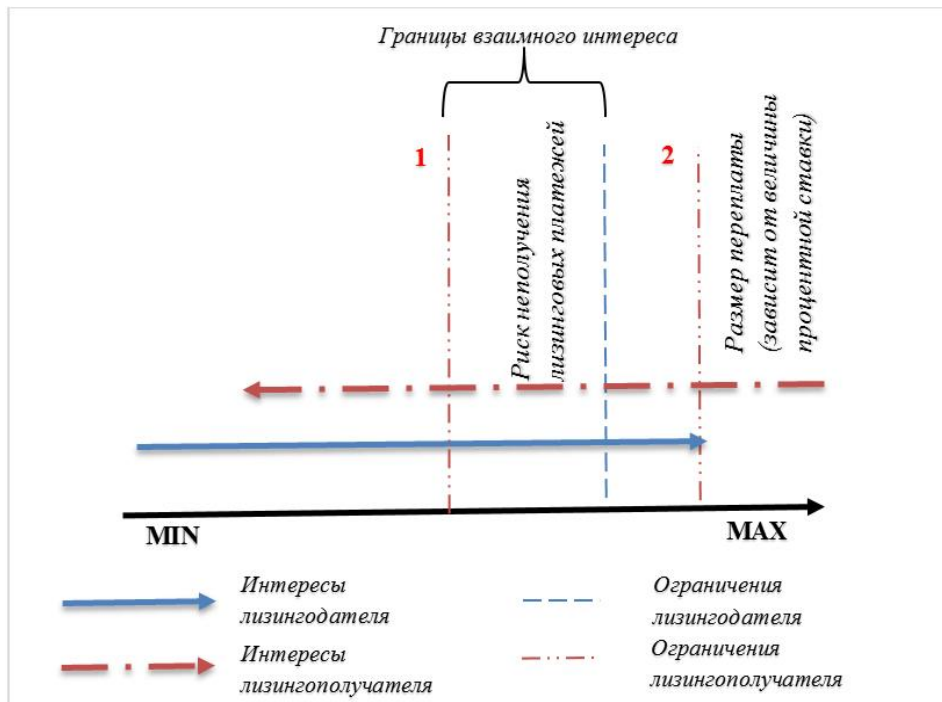 Границы взаимного интереса
1
Риск неполучения
лизинговых платежей
2
Размер переплаты
(зависит от величины
процентной ставки)
MIN
MAX
Интересы
лизингодателя
Ограничения
лизингодателя
Интересы
лизингополучателя
Ограничения
лизингополучателя